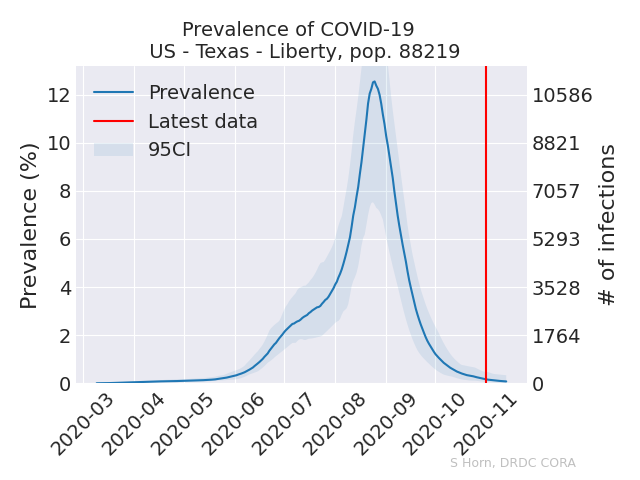 Prevalence of COVID-19
US - Texas - Liberty, pop. 88219
Prevalence
Latest data
95CI
Prevalence (%)
12
10
8
6
4
2
0
10586
8821
7057
5293
3528
1764
0
# of infections
2020-03
2020-04
2020-05
2020-06
2020-07
2020-08
2020-09
2020-10
2020-11
S Horn, DRDC CORA